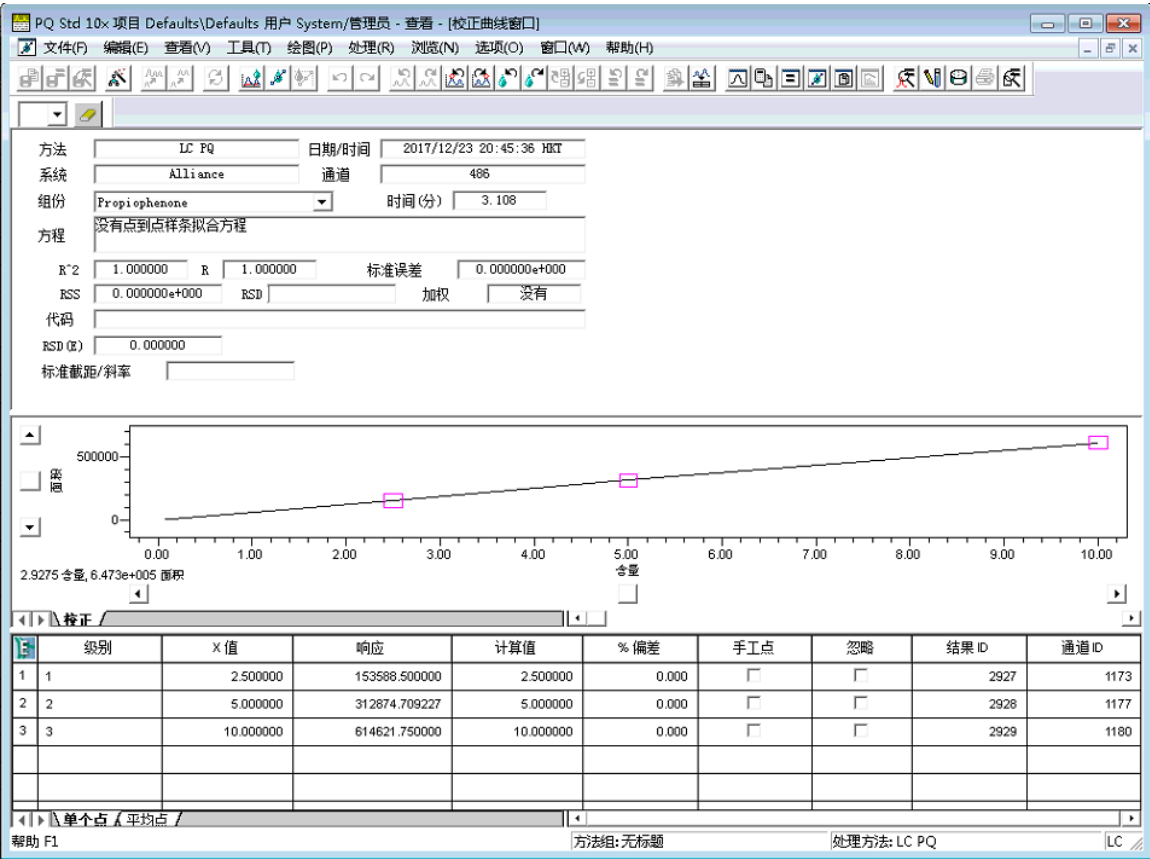 PQ Std 10x 项目 Defaults\Defaults 用户 System/管理员 - 查看 - [校正曲线窗口]
文件(F) 编辑(E) 查看(V) 工具(T) 绘图(P) 处理(R) 浏览(N) 选项(O) 窗口(W) 帮助(H)
方法 LC PQ 日期/时间 2017/12/23 20:45:36 HKT
系统 Alliance 通道 486
组份 Propiophenone 时间(分) 3.108
方程 没有点到点样条拟合方程
R^2 1.000000 R 1.000000 标准误差 0.000000e+000
RSS 0.000000e+000 RSD 加权 没有
代码
RSD(E) 0.000000
标准截距/斜率
500000
面积
0
0.00 1.00 2.00 3.00 4.00 5.00 6.00 7.00 8.00 9.00 10.00
含量
2.9275 含量, 6.473e+005 面积
校正
级别 X 值 响应 计算值 % 偏差 手工点 忽略 结果 ID 通道 ID
1 1 2.500000 153588.500000 2.500000 0.000 2927 1173
2 2 5.000000 312874.709227 5.000000 0.000 2928 1177
3 3 10.000000 614621.750000 10.000000 0.000 2929 1180
单个点 平均点
帮助 F1 方法组: 无标题 处理方法: LC PQ LC